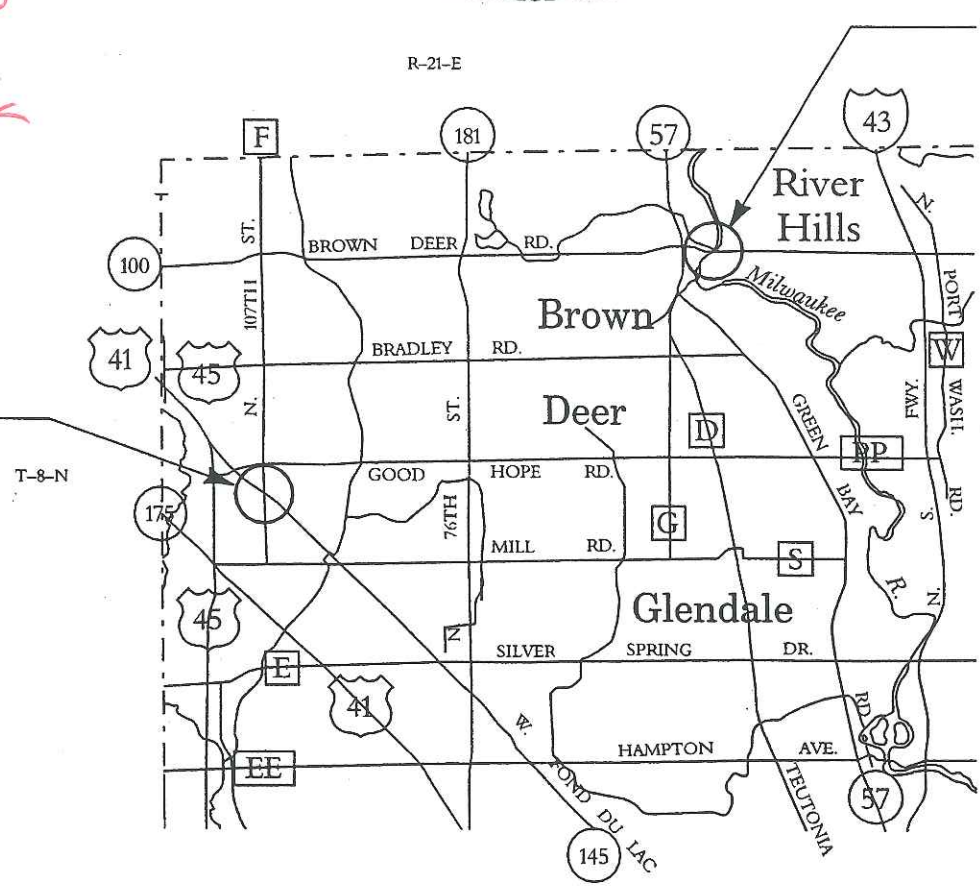 R-21-E
F
181
57
43
River
Hills
N.
ST.
BROWN DEER RD.
100
107TH
Milwaukee
PORT
Brown
41
45
BRADLEY RD.
W
N.
ST.
Deer
GREEN
FWY.
WASH.
D
T-8-N
GOOD HOPE RD.
PP
175
76TH
BAY
RD.
G
S.
MILL RD.
S
45
Glendale
R.
N.
N
SILVER SPRING DR.
E
41
RD.
W.
HAMPTON AVE.
EE
FOND DU LAC
TEUTONIA
57
145